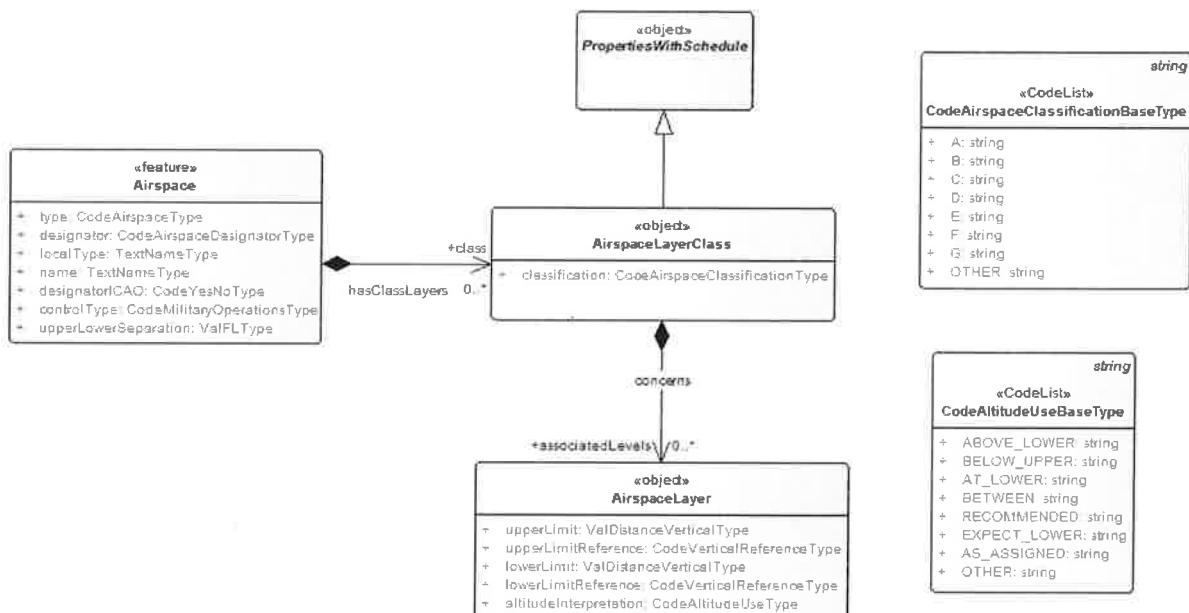 «object»
PropertiesWithSchedule
string
«CodeList»
CodeAirspaceClassificationBaseType
+ A: string
+ B: string
+ C: string
+ D: string
+ E: string
+ F: string
+ G: string
+ OTHER: string
«feature»
Airspace
+ type: CodeAirspaceType
+ designator: CodeAirspaceDesignatorType
+ localType: TextNameType
+ name: TextNameType
+ designatorICAO: CodeYesNoType
+ controlType: CodeMilitaryOperationsType
+ upperLowerSeparation: ValFLType
+class
hasClassLayers 0..*
«object»
AirspaceLayerClass
+ classification: CodeAirspaceClassificationType
concerns
+associatedLevels 0..*
string
«CodeList»
CodeAltitudeUseBaseType
+ ABOVE_LOWER: string
+ BELOW_UPPER: string
+ AT_LOWER: string
+ BETWEEN: string
+ RECOMMENDED: string
+ EXPECT_LOWER: string
+ AS_ASSIGNED: string
+ OTHER: string
«object»
AirspaceLayer
+ upperLimit: ValDistanceVerticalType
+ upperLimitReference: CodeVerticalReferenceType
+ lowerLimit: ValDistanceVerticalType
+ lowerLimitReference: CodeVerticalReferenceType
+ altitudeInterpretation: CodeAltitudeUseType